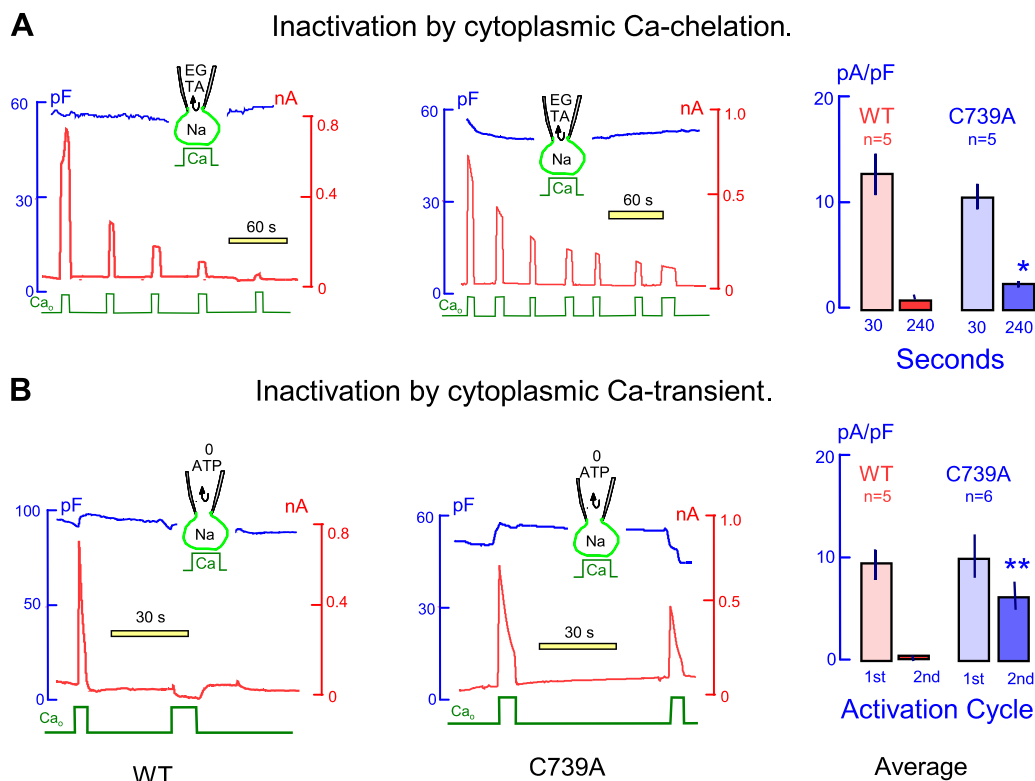 A
Inactivation by cytoplasmic Ca-chelation.
pF
60
30
0
EG
TA
Na
Ca
nA
0.8
0.4
0
60 s
Ca₀
pF
60
30
0
EG
TA
Na
Ca
nA
1.0
0.5
0
60 s
pA/pF
20
10
0
WT
n=5
C739A
n=5
*
30 240 30 240
Seconds
B
Inactivation by cytoplasmic Ca-transient.
pF
100
50
0
0
ATP
Na
Ca
nA
0.8
0.4
0
30 s
Ca₀
WT
pF
60
30
0
0
ATP
Na
Ca
nA
1.0
0.5
0
30 s
Ca₀
C739A
pA/pF
20
10
0
WT
n=5
C739A
n=6
**
1st 2nd 1st 2nd
Activation Cycle
Average